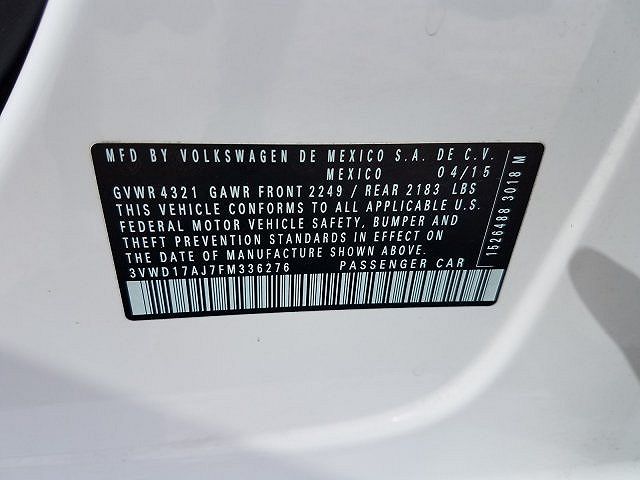 MFD BY VOLKSWAGEN DE MEXICO S.A. DE C.V.
MEXICO 04/15
GVWR 4321 GAWR FRONT 2249 / REAR 2183 LBS
THIS VEHICLE CONFORMS TO ALL APPLICABLE U.S.
FEDERAL MOTOR VEHICLE SAFETY, BUMPER AND
THEFT PREVENTION STANDARDS IN EFFECT ON
THE DATE OF MANUFACTURE SHOWN ABOVE.
3VWD17AJ7FM336276 PASSENGER CAR
1526488 3018 M